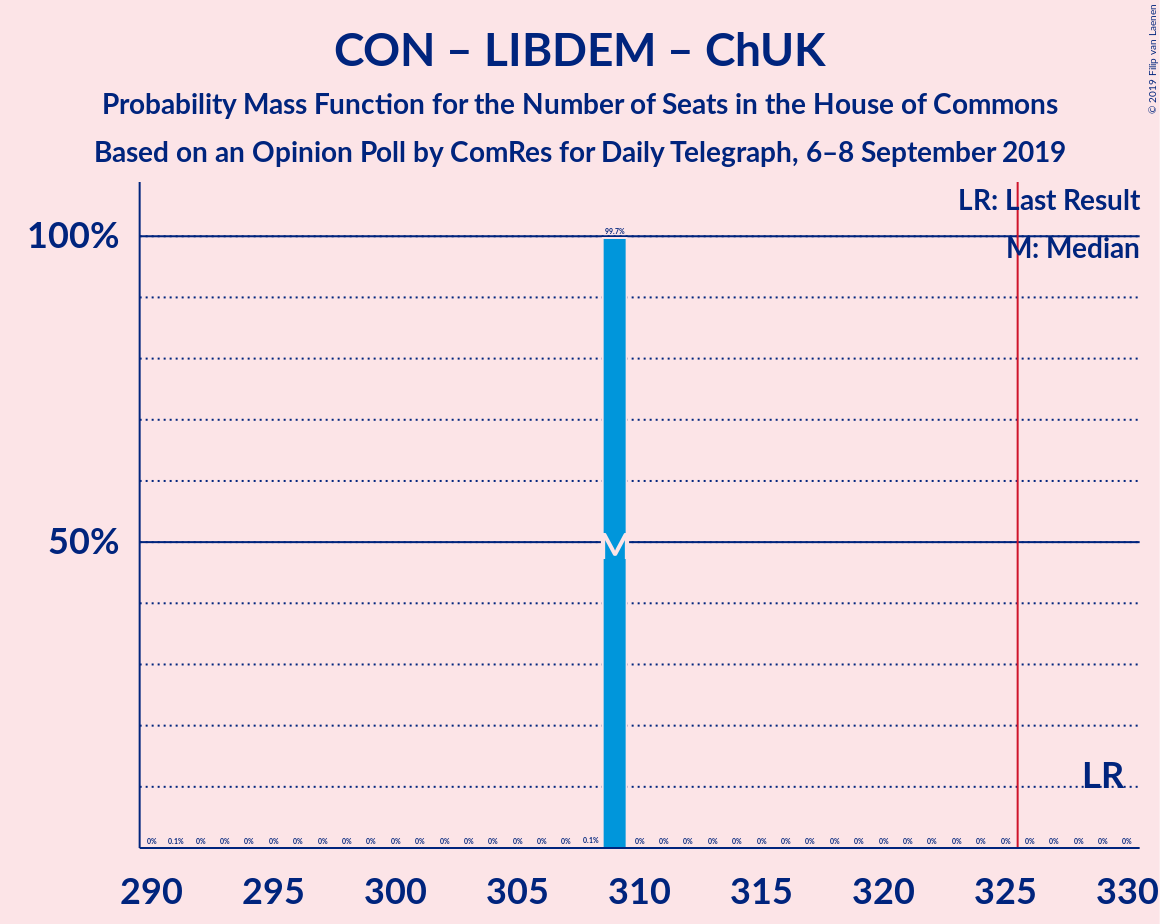 CON – LIBDEM – ChUK
Probability Mass Function for the Number of Seats in the House of Commons
Based on an Opinion Poll by ComRes for Daily Telegraph, 6–8 September 2019
© 2019 Filip van Laenen
LR: Last Result
M: Median
100%
99.7%
50%
M
LR
0% 0.1% 0% 0% 0% 0% 0% 0% 0% 0% 0% 0% 0% 0% 0% 0% 0% 0% 0.1% 0% 0% 0% 0% 0% 0% 0% 0% 0% 0% 0% 0% 0% 0% 0% 0% 0% 0% 0% 0% 0%
290 295 300 305 310 315 320 325 330